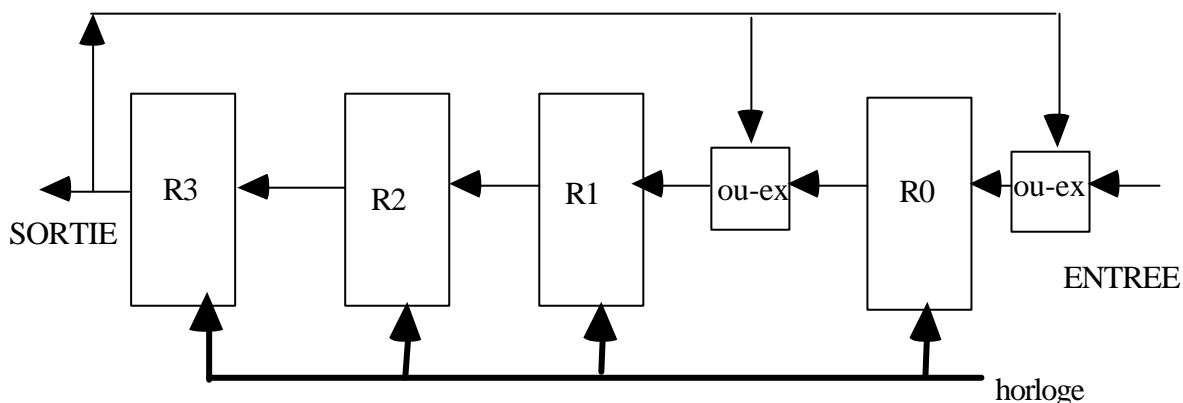 R3
R2
R1
ou-ex
R0
ou-ex
SORTIE
ENTREE
horloge